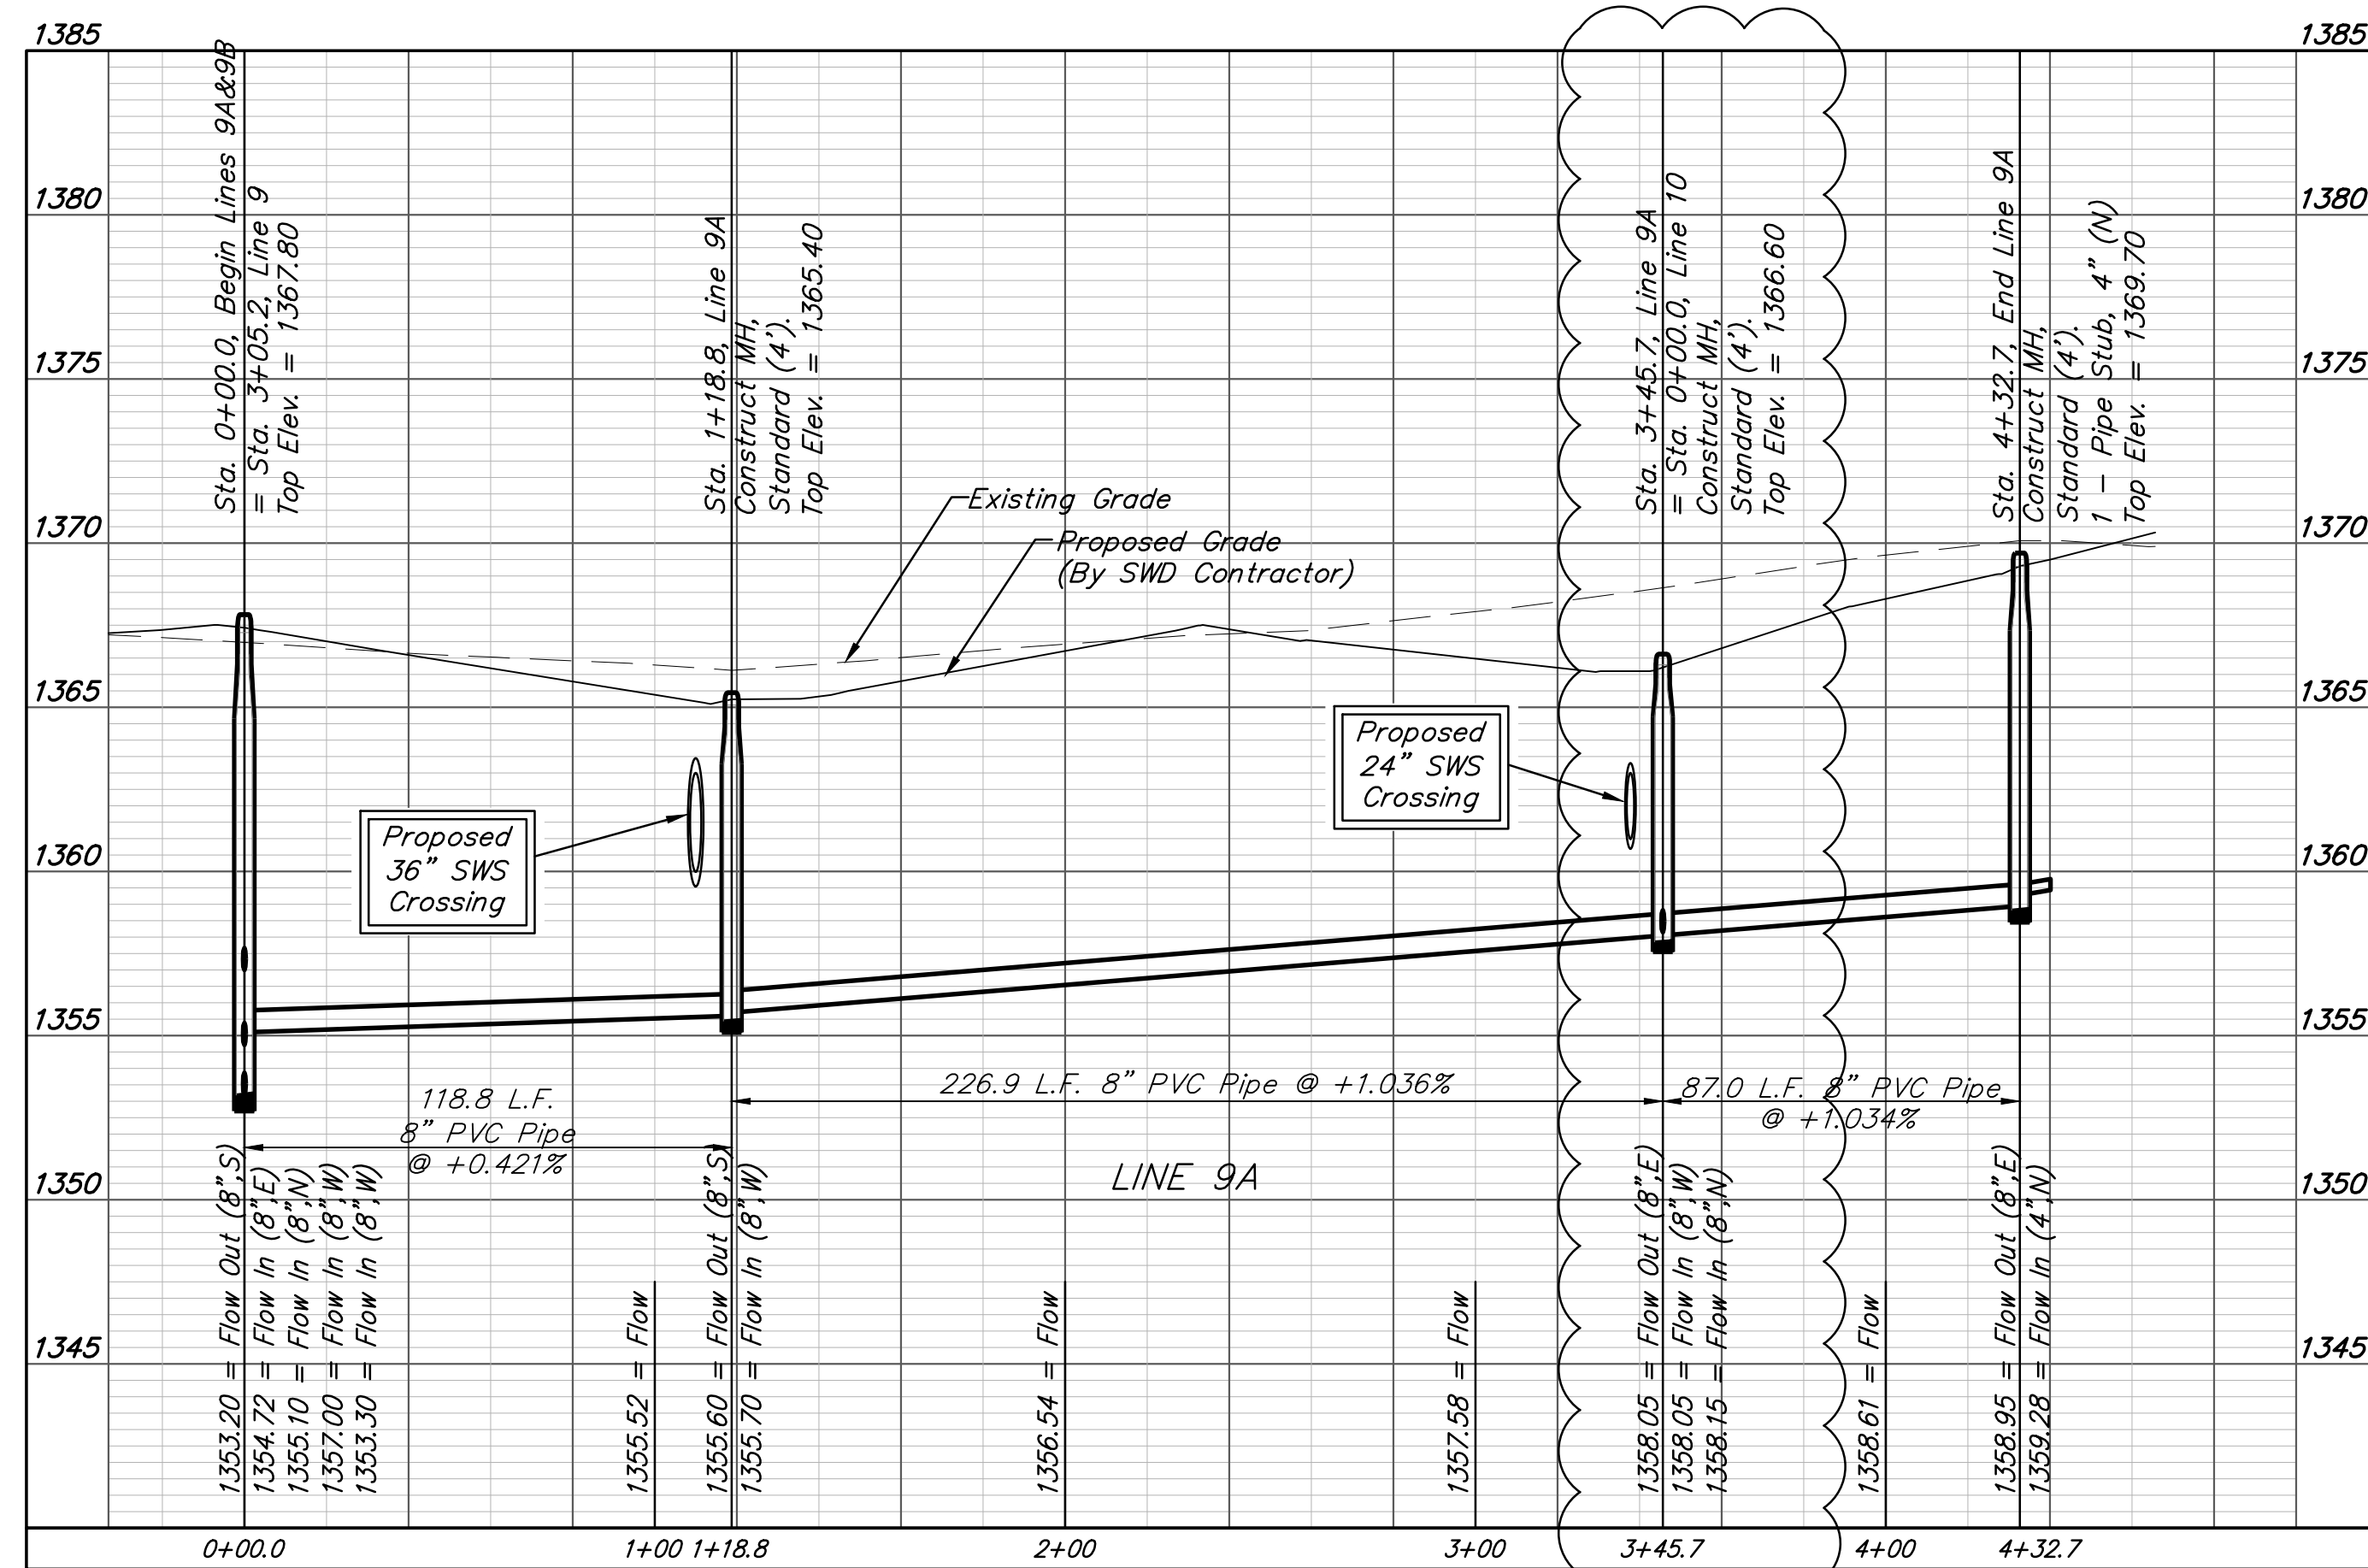 1385
1385
1380
1380
1375
1375
1370
1370
1365
1365
1360
1360
1355
1355
1350
1350
1345
1345
Sta. 0+00.0, Begin Lines 9A&9B
= Sta. 3+05.2, Line 9
Top Elev. = 1367.80
Sta. 1+18.8, Line 9A
Construct MH,
Standard (4').
Top Elev. = 1365.40
Sta. 3+45.7, Line 9A
= Sta. 0+00.0, Line 10
Construct MH,
Standard (4').
Top Elev. = 1366.60
Sta. 4+32.7, End Line 9A
Construct MH,
Standard (4').
1 - Pipe Stub, 4" (N)
Top Elev. = 1369.70
Existing Grade
Proposed Grade
(By SWD Contractor)
Proposed
36" SWS
Crossing
Proposed
24" SWS
Crossing
118.8 L.F.
8" PVC Pipe
@ +0.421%
226.9 L.F. 8" PVC Pipe @ +1.036%
87.0 L.F. 8" PVC Pipe
@ +1.034%
LINE 9A
1353.20 = Flow Out (8",S)
1354.72 = Flow In (8",E)
1355.10 = Flow In (8",N)
1357.00 = Flow In (8",W)
1353.30 = Flow In (8",W)
1355.52 = Flow
1355.60 = Flow Out (8",S)
1355.70 = Flow In (8",W)
1356.54 = Flow
1357.58 = Flow
1358.05 = Flow Out (8",E)
1358.05 = Flow In (8",W)
1358.15 = Flow In (8",N)
1358.61 = Flow
1358.95 = Flow Out (8",E)
1359.28 = Flow In (4",N)
0+00.0
1+00
1+18.8
2+00
3+00
3+45.7
4+00
4+32.7